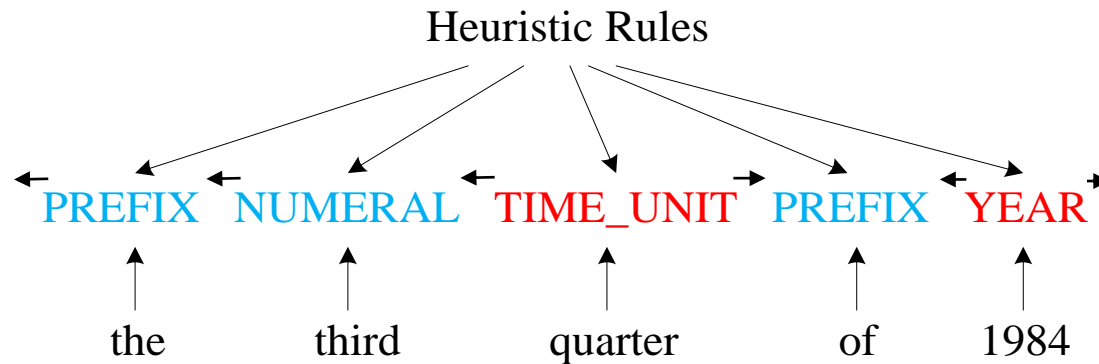 Heuristic Rules
PREFIX NUMERAL TIME_UNIT PREFIX YEAR
the third quarter of 1984